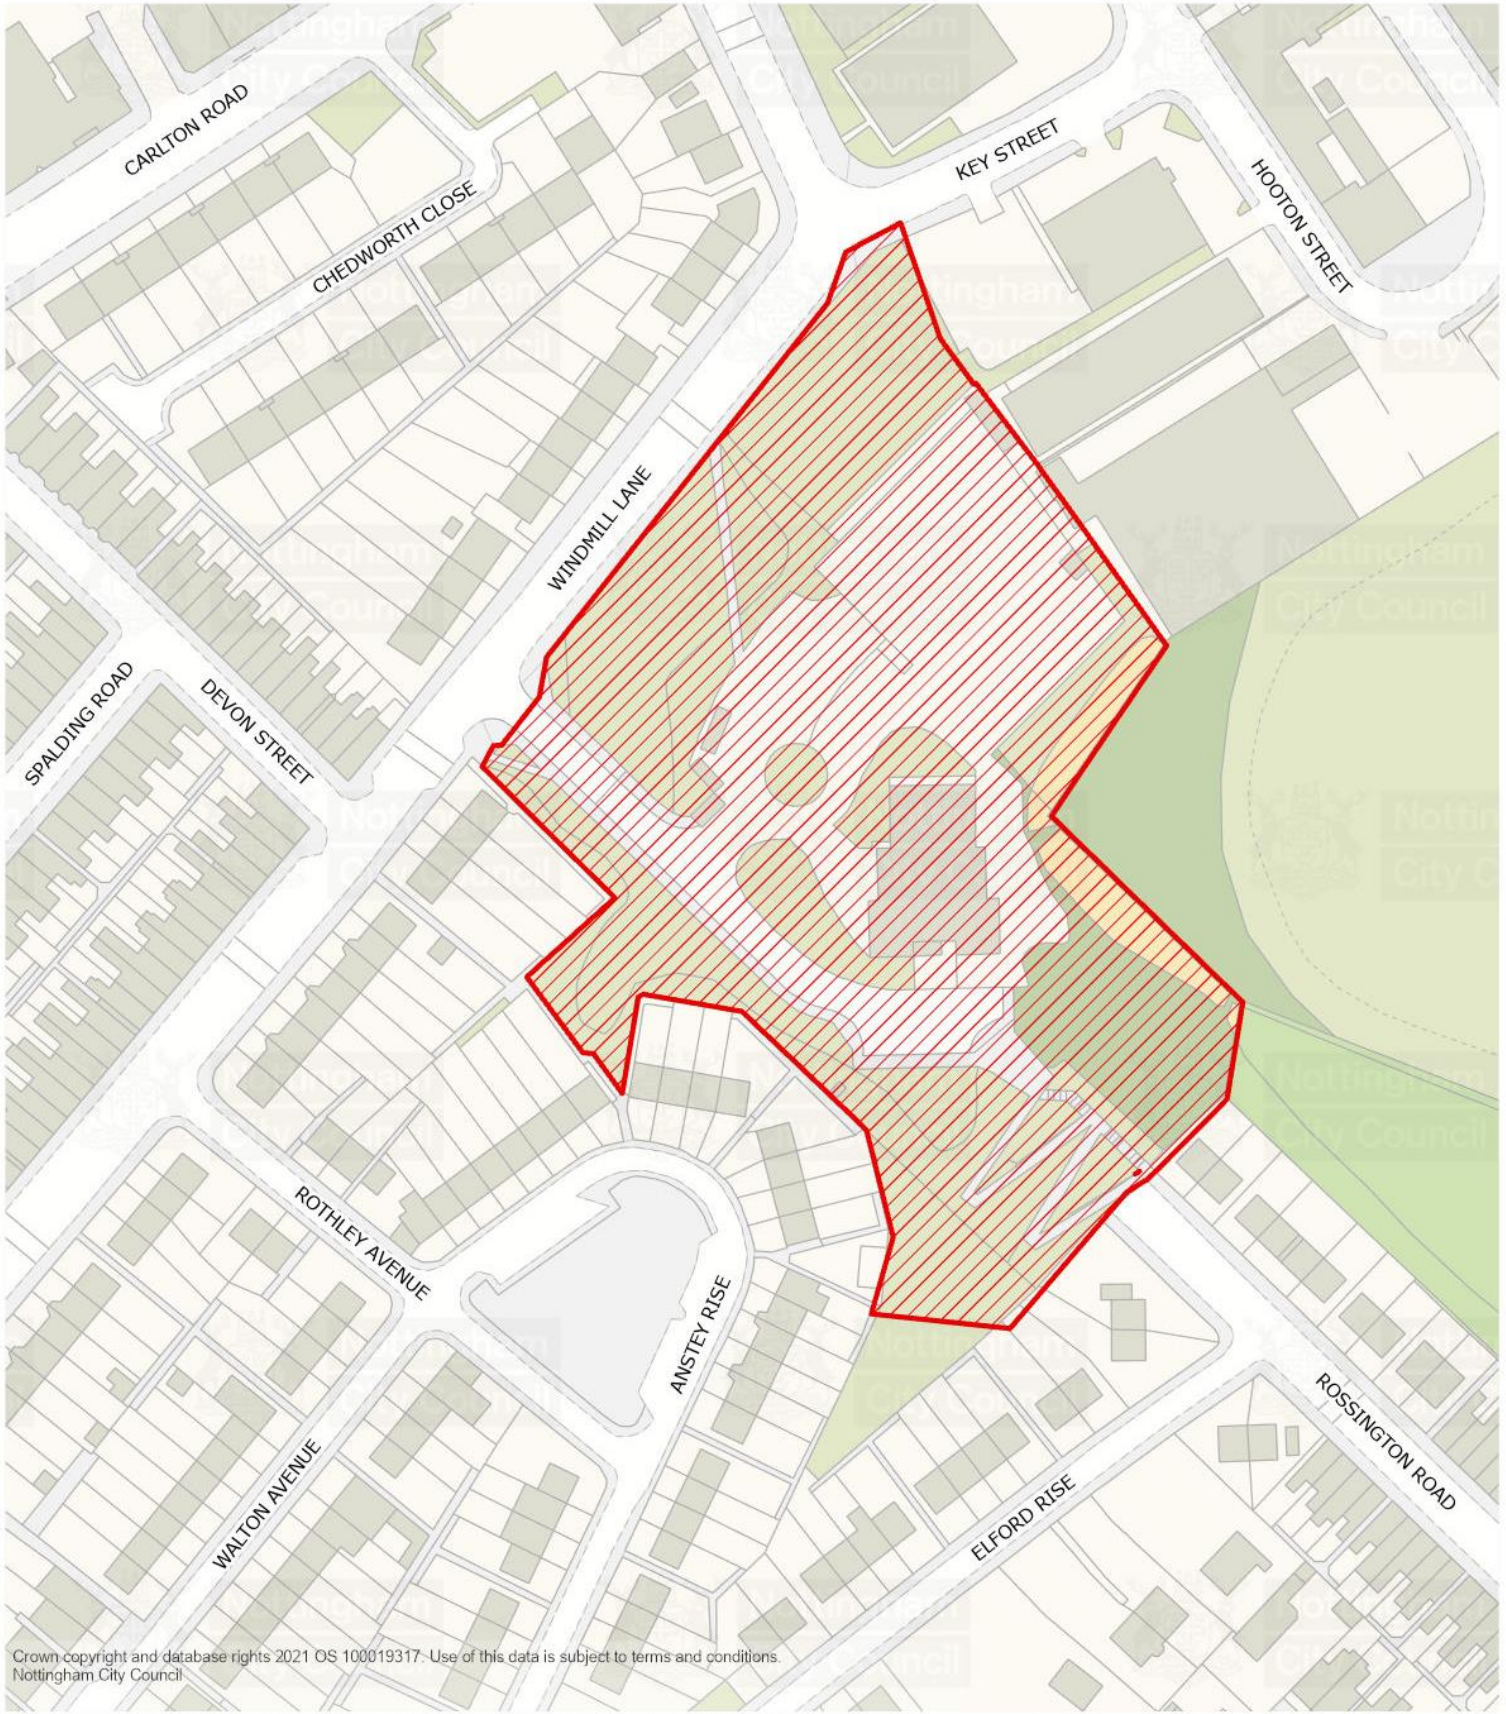 CARLTON ROAD
KEY STREET
HOOTON STREET
CHEDWORTH CLOSE
WINDMILL LANE
SPALDING ROAD
DEVON STREET
ROTHLEY AVENUE
ANSTEY RISE
ROSSINGTON ROAD
WALTON AVENUE
ELFORD RISE
Crown copyright and database rights 2021 OS 100019317. Use of this data is subject to terms and conditions.
Nottingham City Council